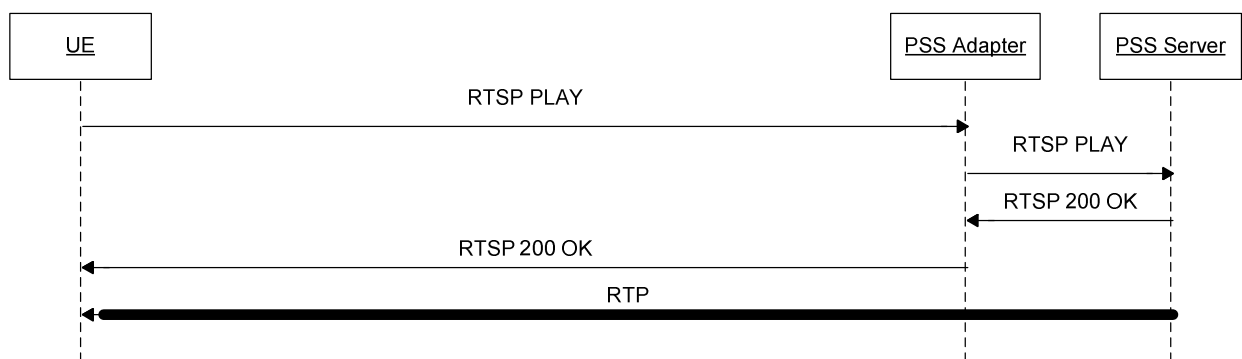 UE
PSS Adapter
PSS Server
RTSP PLAY
RTSP PLAY
RTSP 200 OK
RTSP 200 OK
RTP